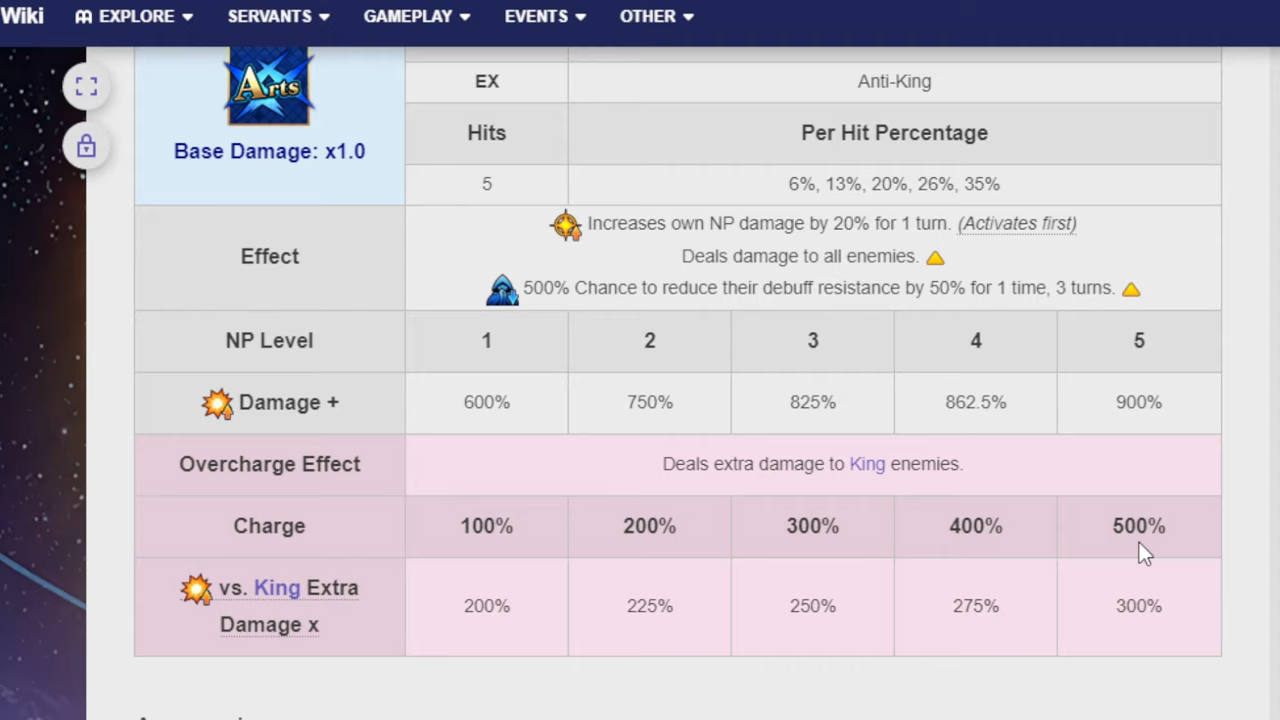 Wiki EXPLORE SERVANTS GAMEPLAY EVENTS OTHER
Arts
Base Damage: x1.0
EX Anti-King
Hits Per Hit Percentage
5 6%, 13%, 20%, 26%, 35%
Effect
Increases own NP damage by 20% for 1 turn. (Activates first)
Deals damage to all enemies.
500% Chance to reduce their debuff resistance by 50% for 1 time, 3 turns.
NP Level 1 2 3 4 5
Damage + 600% 750% 825% 862.5% 900%
Overcharge Effect Deals extra damage to King enemies.
Charge 100% 200% 300% 400% 500%
vs. King Extra
Damage x 200% 225% 250% 275% 300%